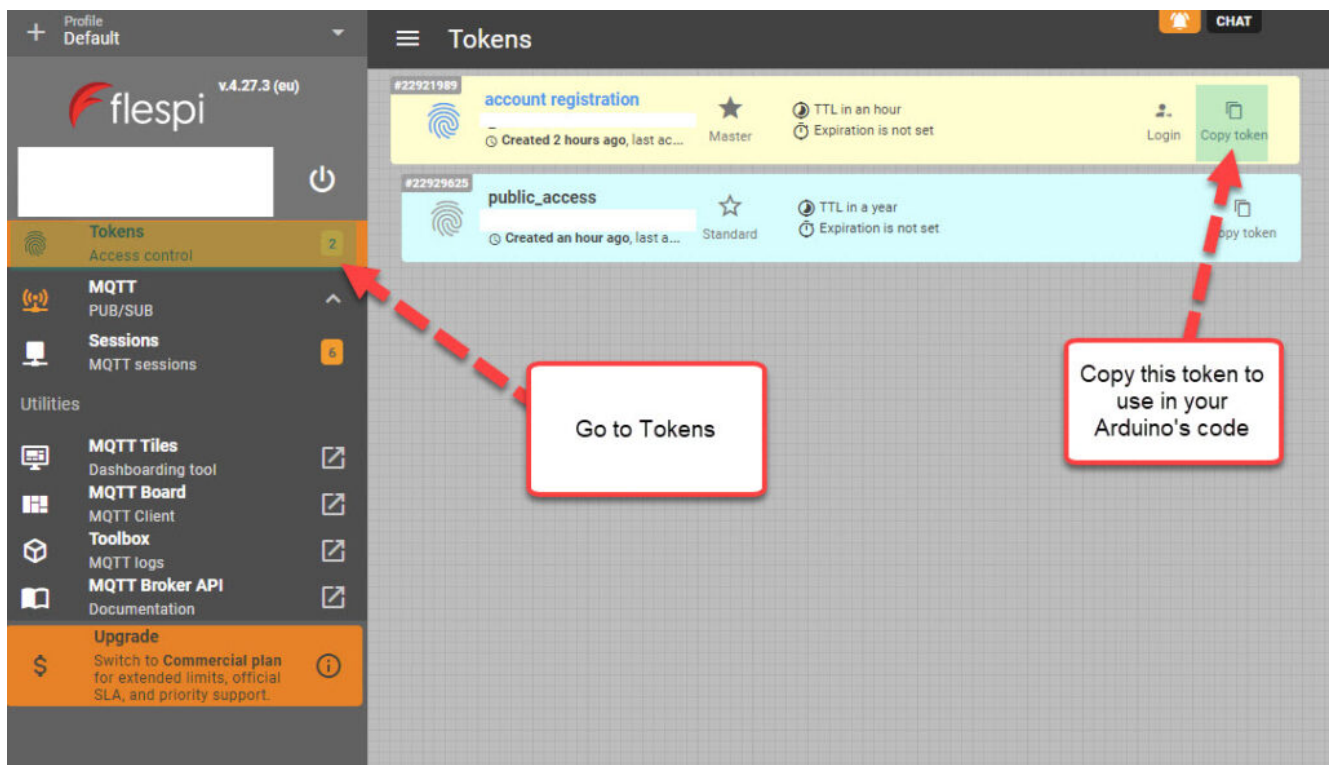 Profile
Default
flespi
v.4.27.3 (eu)
Tokens
Access control
2
MQTT
PUB/SUB
Sessions
MQTT sessions
6
Utilities
MQTT Tiles
Dashboarding tool
MQTT Board
MQTT Client
Toolbox
MQTT logs
MQTT Broker API
Documentation
Upgrade
Switch to Commercial plan
for extended limits, official
SLA, and priority support.
Tokens
CHAT
#22921989
account registration
Created 2 hours ago, last ac...
Master
TTL in an hour
Expiration is not set
Login
Copy token
#22929625
public_access
Created an hour ago, last a...
Standard
TTL in a year
Expiration is not set
opy token
Go to Tokens
Copy this token to
use in your
Arduino's code